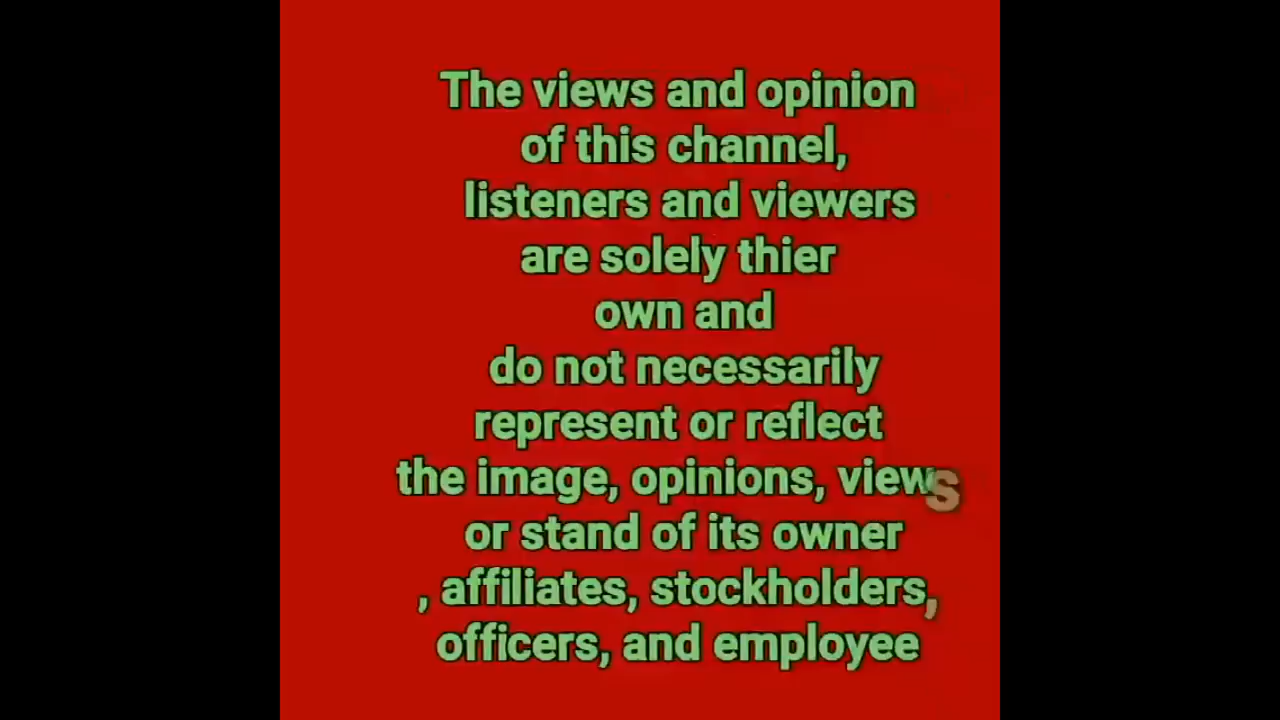 The views and opinion
of this channel,
listeners and viewers
are solely thier
own and
do not necessarily
represent or reflect
the image, opinions, views
or stand of its owner
, affiliates, stockholders,
officers, and employee